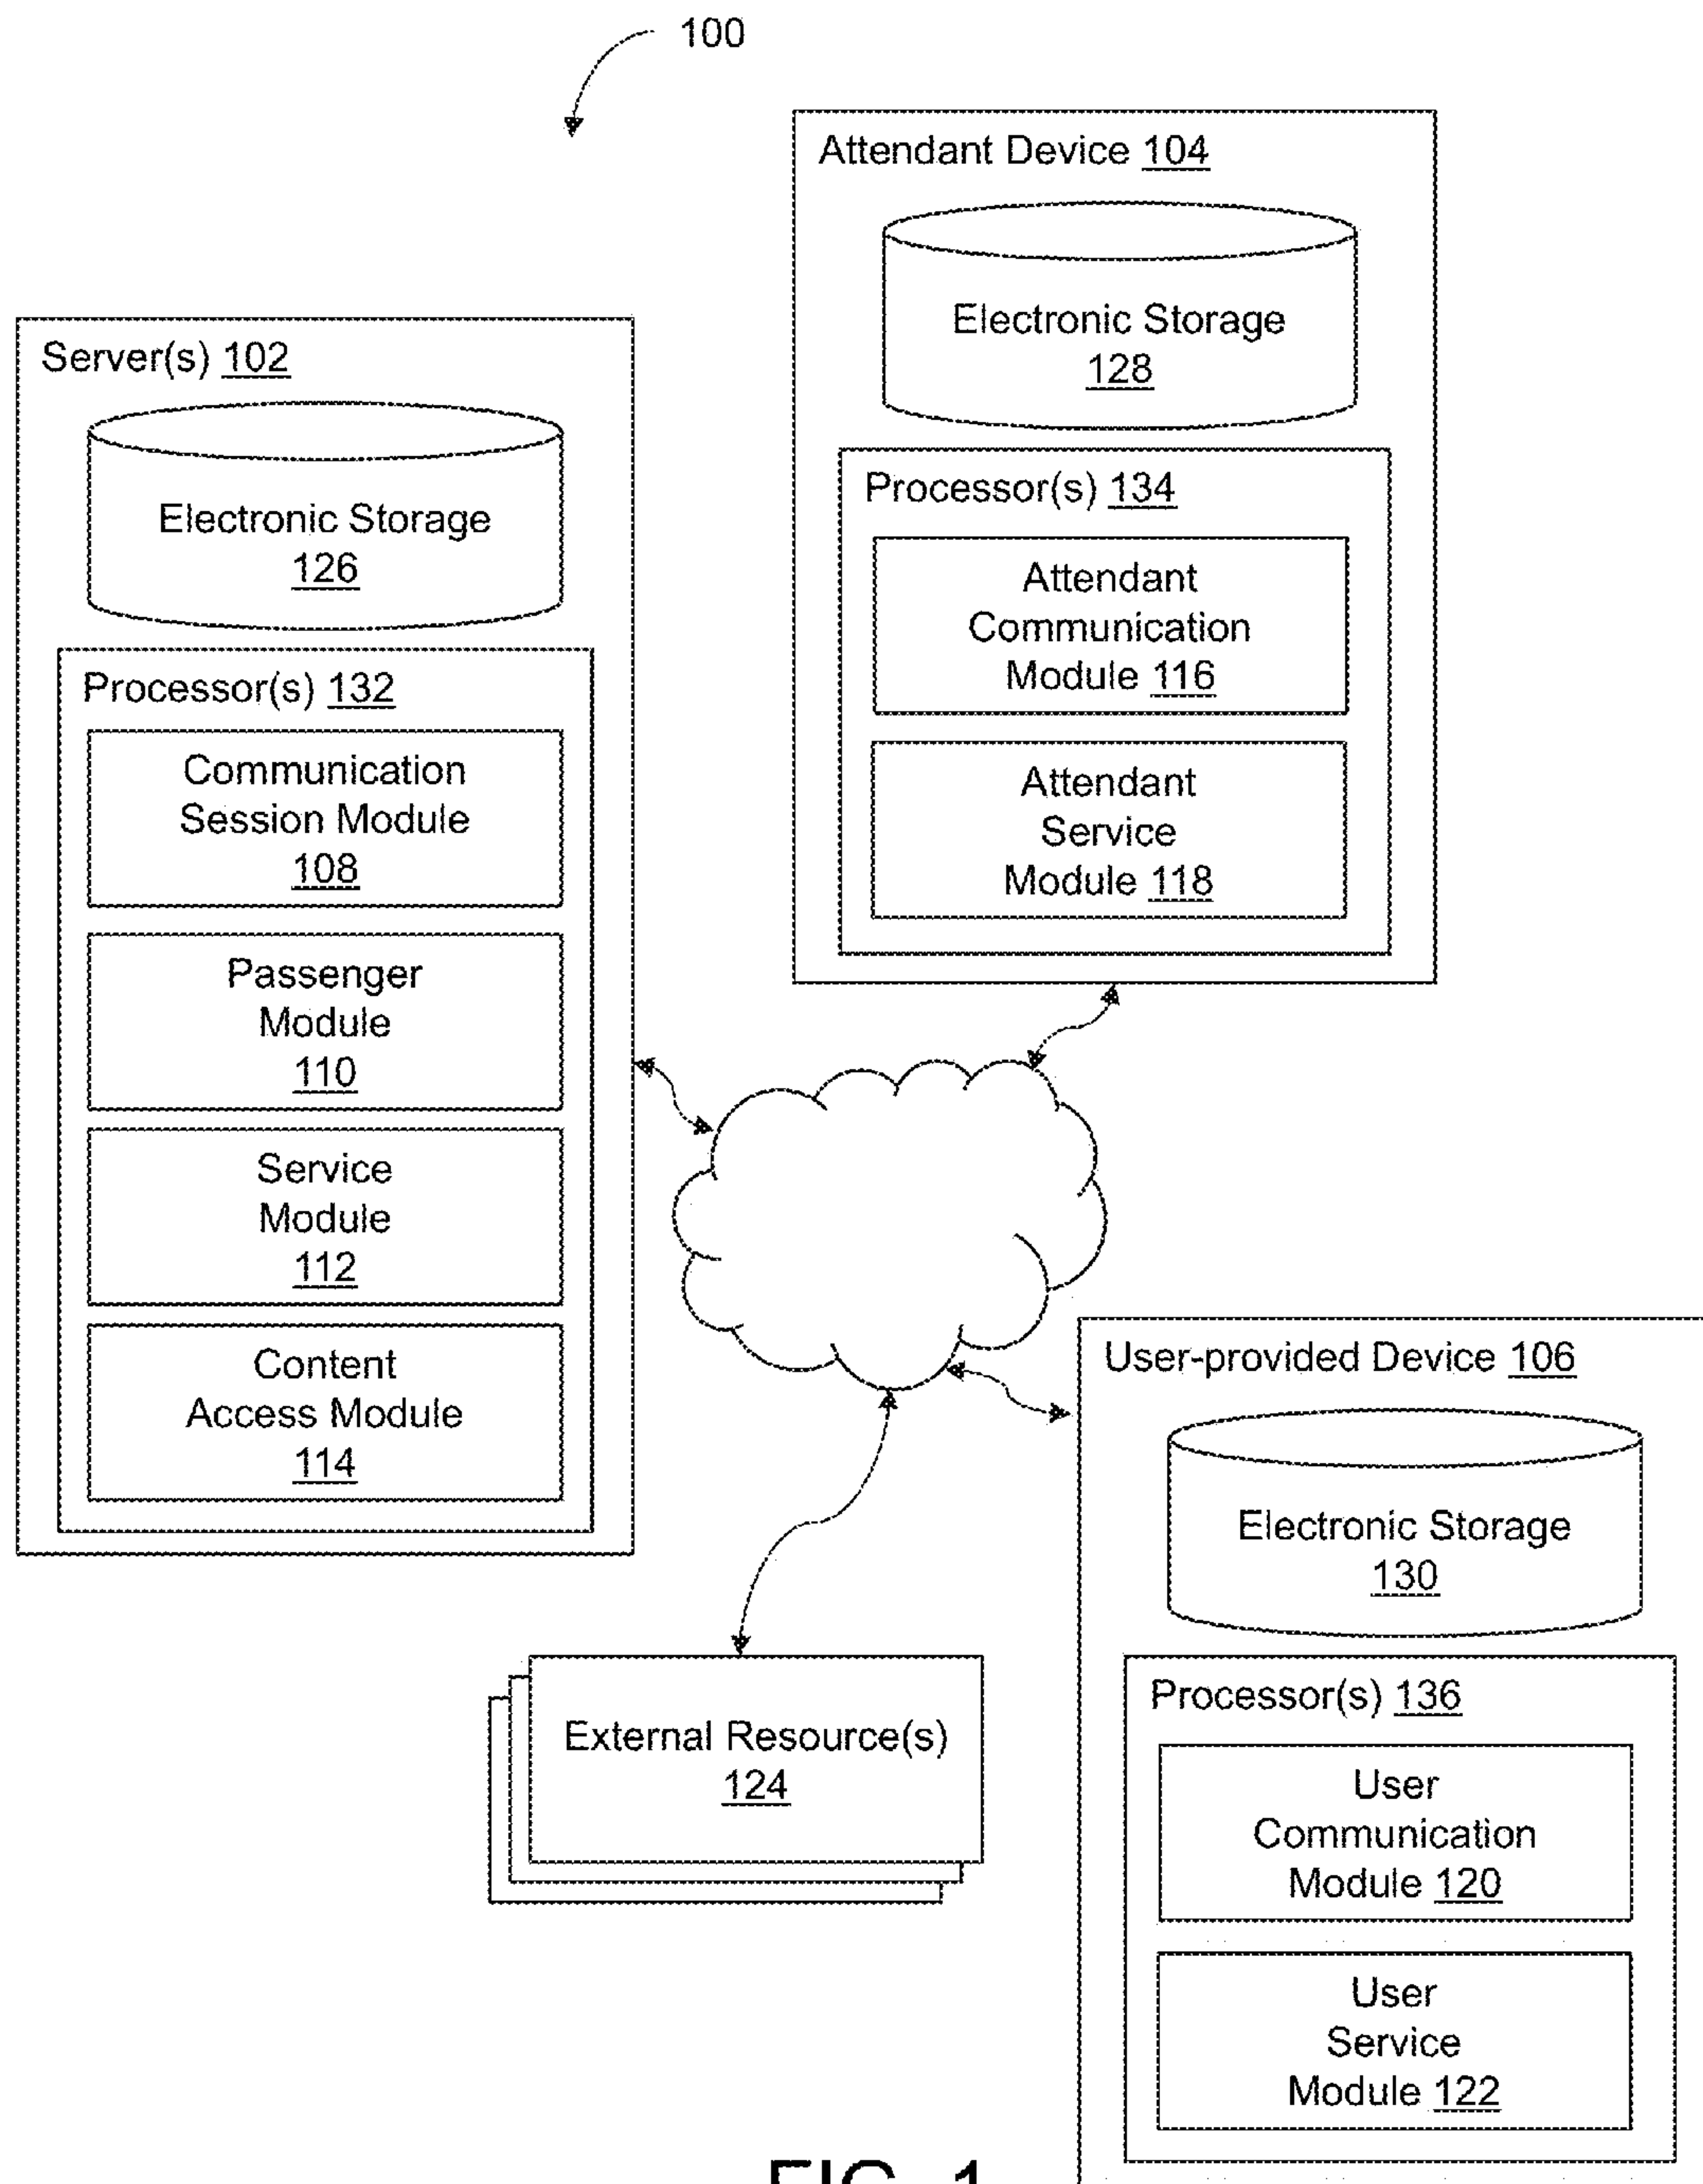 100
Attendant Device 104
Electronic Storage
128
Processor(s) 134
Attendant
Communication
Module 116
Attendant
Service
Module 118
Server(s) 102
Electronic Storage
126
Processor(s) 132
Communication
Session Module
108
Passenger
Module
110
Service
Module
112
Content
Access Module
114
User-provided Device 106
Electronic Storage
130
Processor(s) 136
User
Communication
Module 120
User
Service
Module 122
External Resource(s)
124
FIG. 1